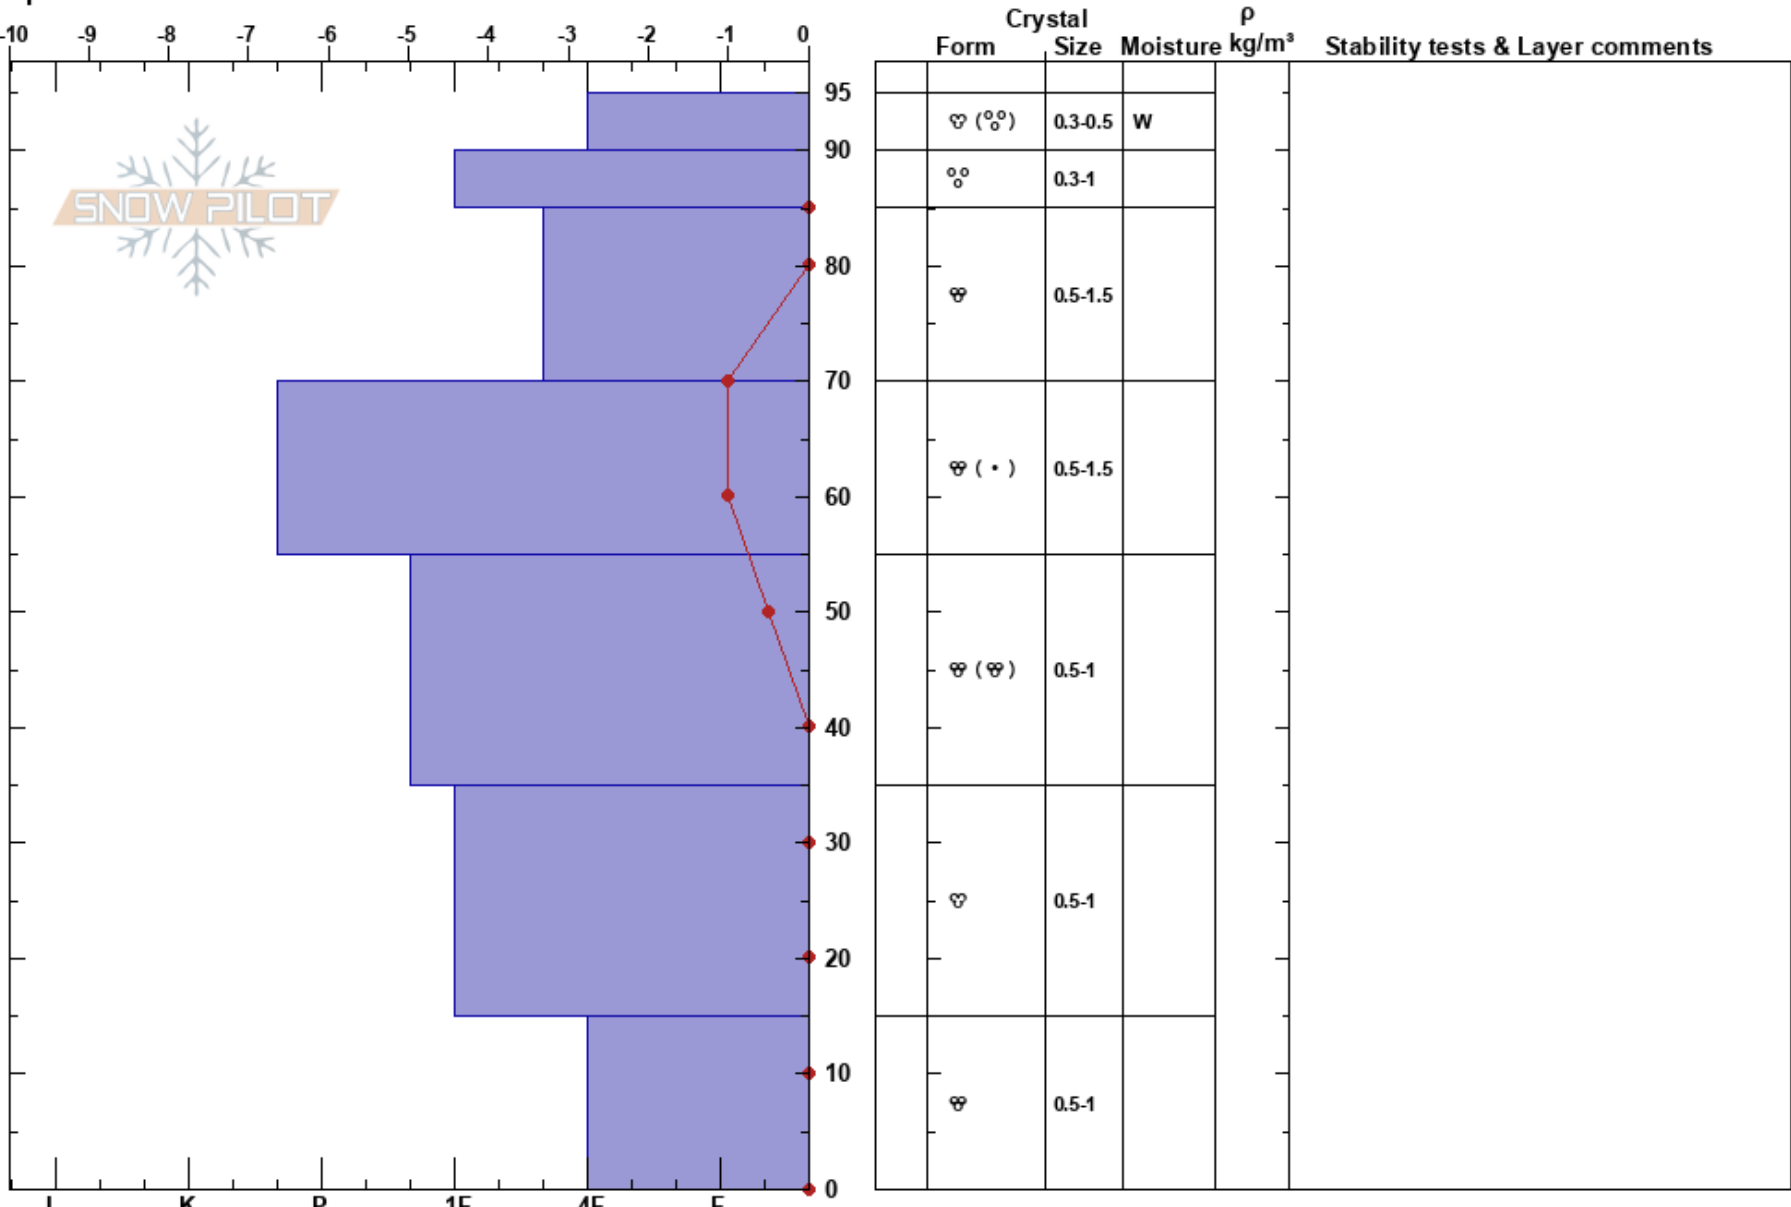 Crystal ρ
-10 -9 -8 -7 -6 -5 -4 -3 -2 -1 0 Form Size Moisture kg/m³ Stability tests & Layer comments
95
(   ) 0.3-0.5 W
90
0.3-1
SNOW PILOT
80
0.5-1.5
70
( • ) 0.5-1.5
60
50
(   ) 0.5-1
40
30
0.5-1
20
10
0.5-1
0
I K P 1F 4F F